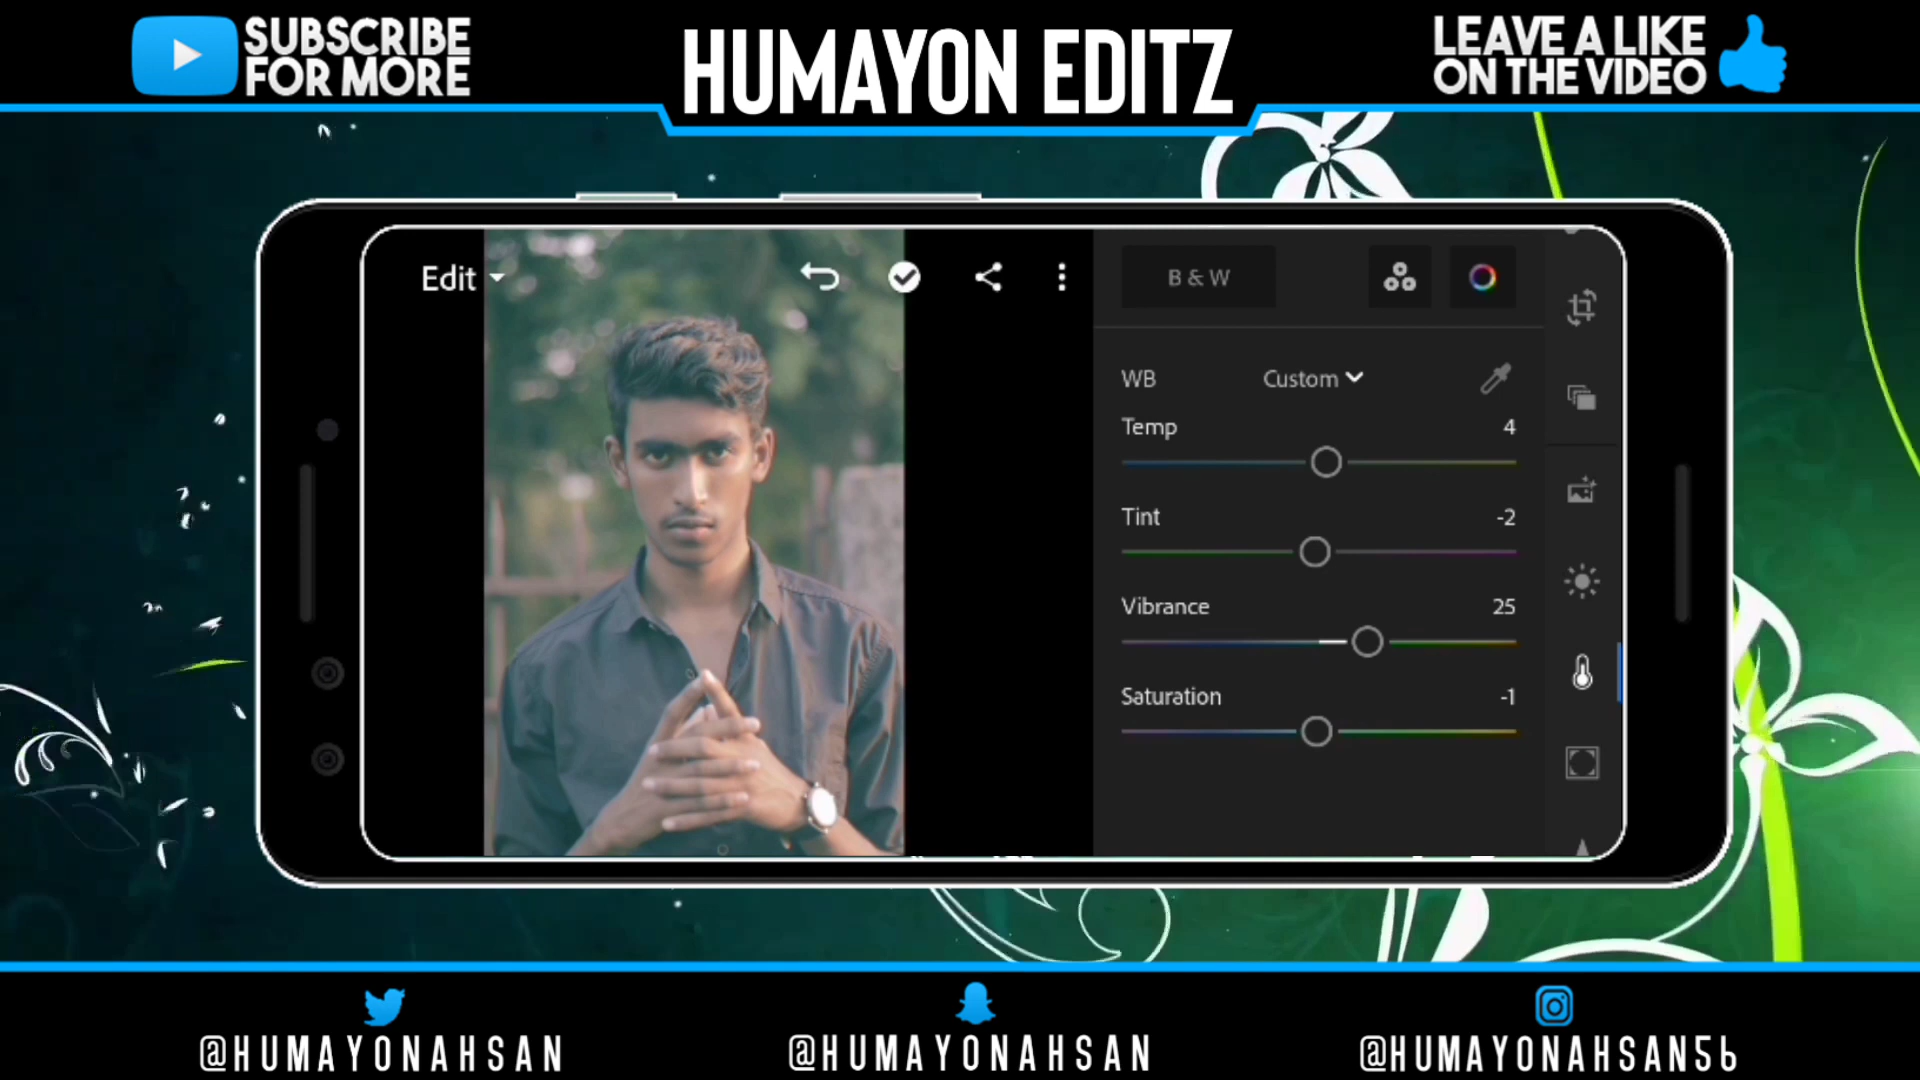 SUBSCRIBE
FOR MORE
HUMAYON EDITZ
LEAVE A LIKE
ON THE VIDEO
Edit
B & W
WB Custom
Temp 4
Tint -2
Vibrance 25
Saturation -1
@HUMAYONAHSAN
@HUMAYONAHSAN
@HUMAYONAHSAN56